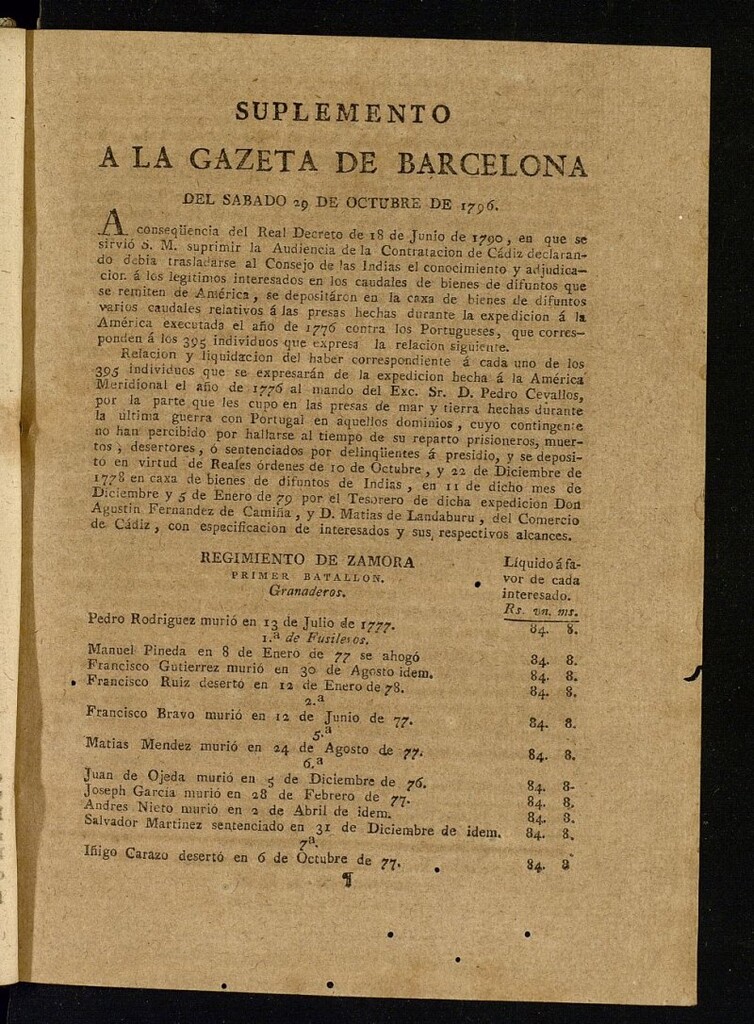 SUPLEMENTO
A LA GAZETA DE BARCELONA
DEL SABADO 29 DE OCTUBRE DE 1796.
A conseqüencia del Real Decreto de 18 de Junio de 1790, en que se
sirvió S. M. suprimir la Audiencia de la Contratacion de Cádiz declaran-
do debia trasladarse al Consejo de las Indias el conocimiento y adjudica-
cion á los legitimos interesados en los caudales de bienes de difuntos que
se remiten de América, se depositáron en la caxa de bienes de difuntos
varios caudales relativos á las presas hechas durante la expedicion á la
América executada el año de 1776 contra los Portugueses, que corres-
ponden á los 395 individuos que expresa la relacion siguiente.
Relacion y liquidacion del haber correspondiente á cada uno de los
395 individuos que se expresarán de la expedicion hecha á la América
Meridional el año de 1776 al mando del Exc. Sr. D. Pedro Cevallos,
por la parte que les cupo en las presas de mar y tierra hechas durante
la última guerra con Portugal en aquellos dominios, cuyo contingente
no han percibido por hallarse al tiempo de su reparto prisioneros, muer-
tos, desertores, ó sentenciados por delinqüentes á presidio, y se deposi-
tó en virtud de Reales órdenes de 10 de Octubre, y 22 de Diciembre de
1778 en caxa de bienes de difuntos de Indias, en 11 de dicho mes de
Diciembre y 5 de Enero de 79 por el Tesorero de dicha expedicion Don
Agustin Fernandez de Camiña, y D. Matias de Landaburu, del Comercio
de Cádiz, con especificacion de interesados y sus respectivos alcances.
REGIMIENTO DE ZAMORA
PRIMER BATALLON.
Granaderos.
Líquido á fa-
vor de cada
interesado.
Rs. vn. ms.
Pedro Rodriguez murió en 13 de Julio de 1777. 84. 8.
1.ª de Fusileros.
Manuel Pineda en 8 de Enero de 77 se ahogó 84. 8.
Francisco Gutierrez murió en 30 de Agosto idem. 84. 8.
Francisco Ruiz desertó en 12 de Enero de 78. 84. 8.
2.ª
Francisco Bravo murió en 12 de Junio de 77. 84. 8.
5.ª
Matias Mendez murió en 24 de Agosto de 77. 84. 8.
6.ª
Juan de Ojeda murió en 5 de Diciembre de 76. 84. 8.
Joseph García murió en 28 de Febrero de 77. 84. 8.
Andres Nieto murió en 2 de Abril de idem. 84. 8.
Salvador Martinez sentenciado en 31 de Diciembre de idem. 84. 8.
7ª.
Iñigo Carazo desertó en 6 de Octubre de 77. 84. 8
¶